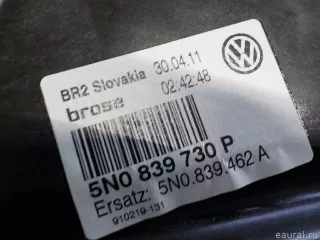 BR2 Slovakia 30.04.11
brose 02:42:48
5N0 839 730 P
Ersatz: 5N0.839.462 A
910219-131
eaural.ru